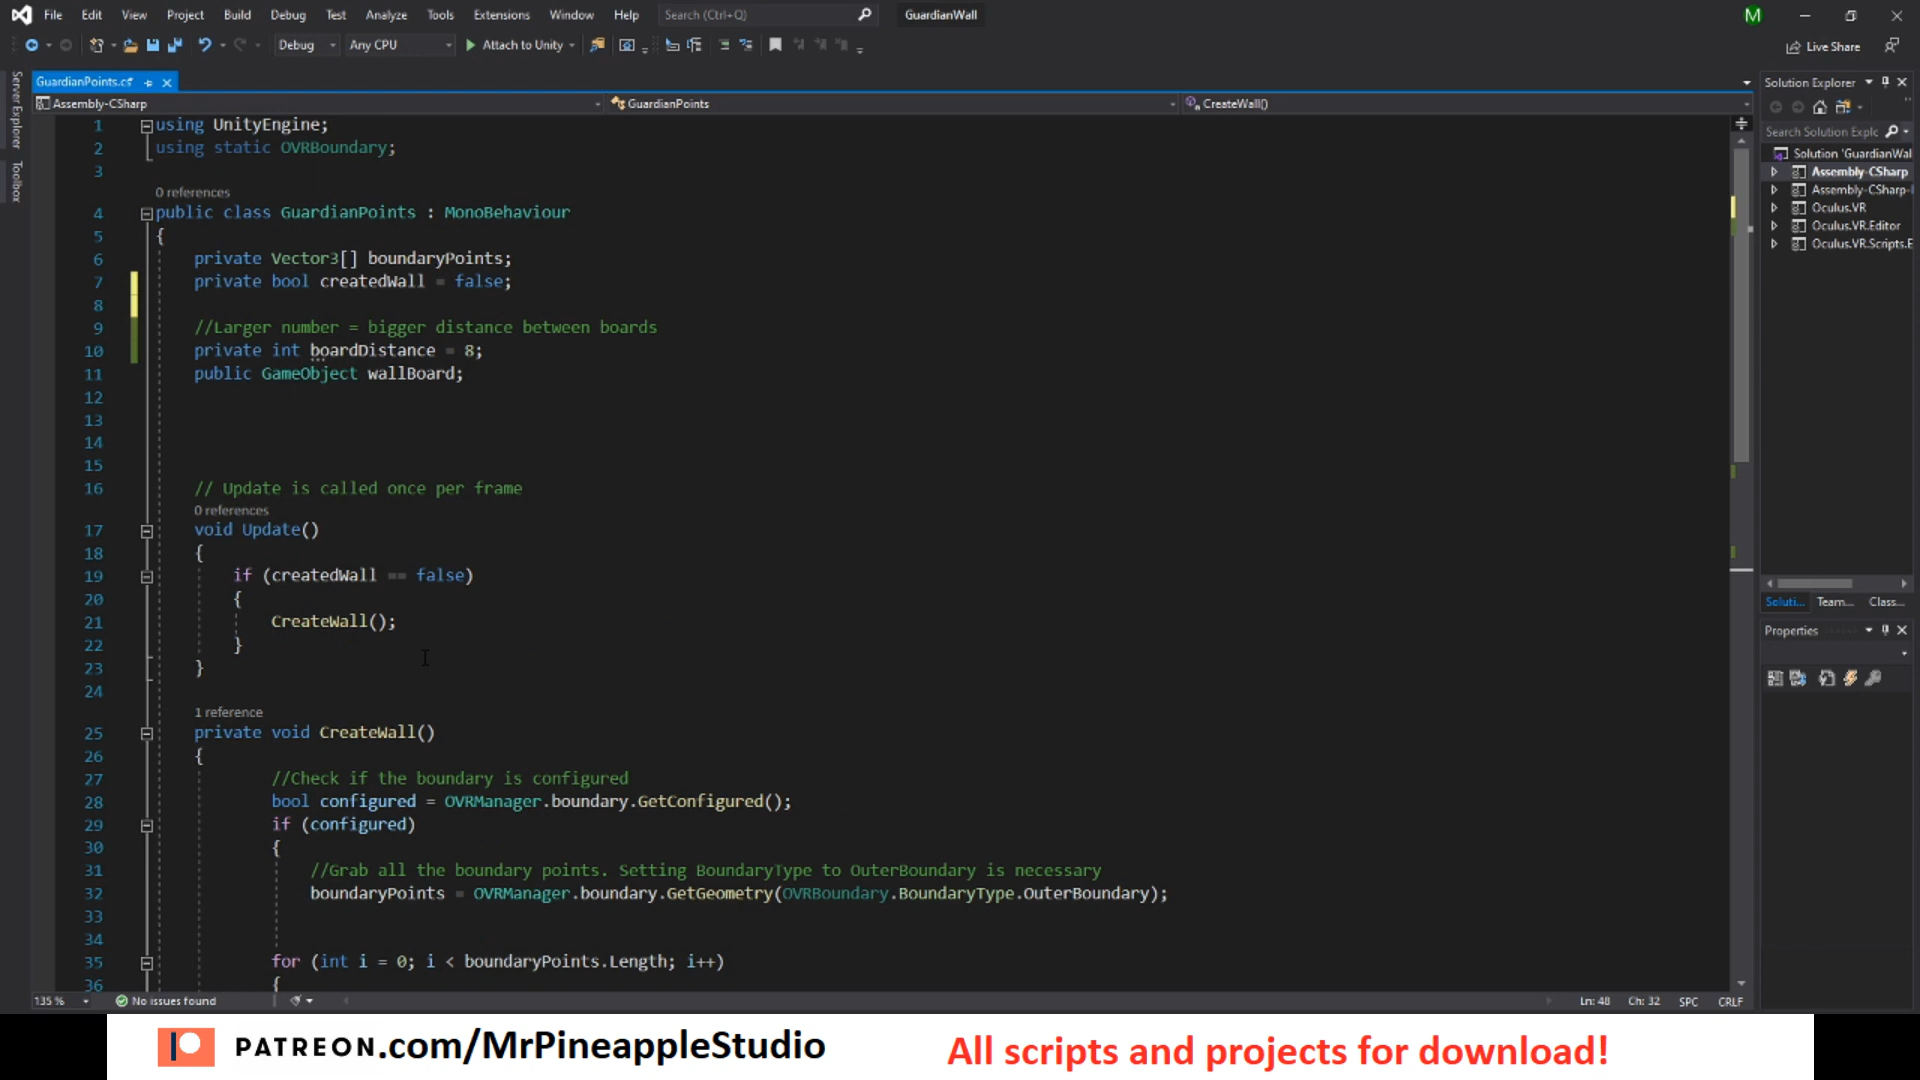 File Edit View Project Build Debug Test Analyze Tools Extensions Window Help Search (Ctrl+Q) GuardianWall M
Debug Any CPU Attach to Unity Live Share
Server Explorer
Toolbox
GuardianPoints.cs*
Assembly-CSharp GuardianPoints CreateWall()
1 using UnityEngine;
2 using static OVRBoundary;
3
0 references
4 public class GuardianPoints : MonoBehaviour
5 {
6 private Vector3[] boundaryPoints;
7 private bool createdWall = false;
8
9 //Larger number = bigger distance between boards
10 private int boardDistance = 8;
11 public GameObject wallBoard;
12
13
14
15
16 // Update is called once per frame
0 references
17 void Update()
18 {
19 if (createdWall == false)
20 {
21 CreateWall();
22 }
23 }
24
1 reference
25 private void CreateWall()
26 {
27 //Check if the boundary is configured
28 bool configured = OVRManager.boundary.GetConfigured();
29 if (configured)
30 {
31 //Grab all the boundary points. Setting BoundaryType to OuterBoundary is necessary
32 boundaryPoints = OVRManager.boundary.GetGeometry(OVRBoundary.BoundaryType.OuterBoundary);
33
34
35 for (int i = 0; i < boundaryPoints.Length; i++)
36 {
135 % No issues found Ln: 48 Ch: 32 SPC CRLF
Solution Explorer
Search Solution Explo
Solution 'GuardianWal
Assembly-CSharp
Assembly-CSharp-
Oculus.VR
Oculus.VR.Editor
Oculus.VR.Scripts.E
Soluti... Team... Class...
Properties
PATREON.com/MrPineappleStudio
All scripts and projects for download!